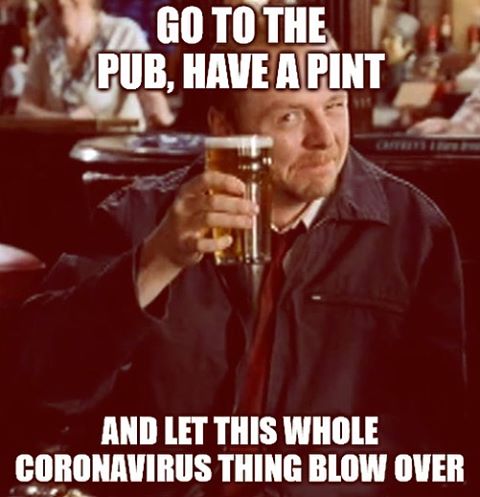 GO TO THE
PUB, HAVE A PINT
AND LET THIS WHOLE
CORONAVIRUS THING BLOW OVER